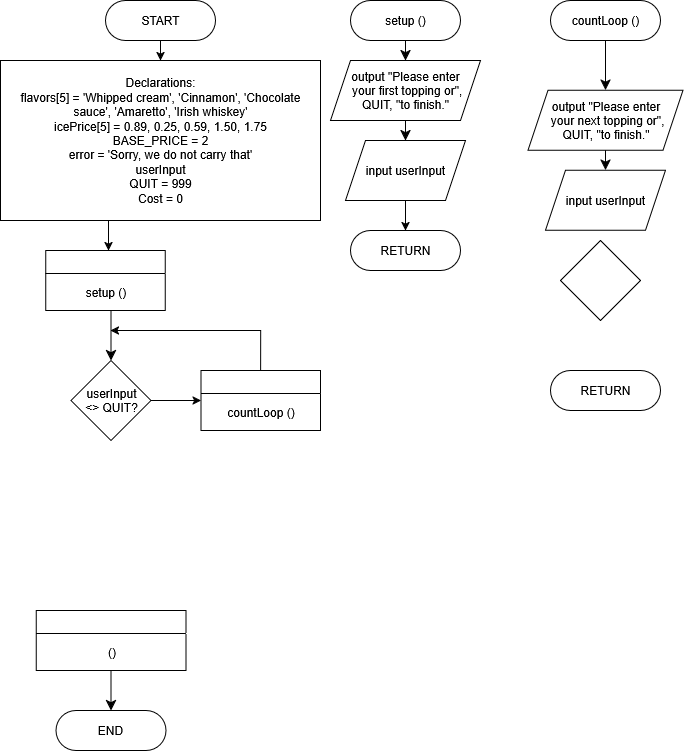 START
Declarations:
flavors[5] = 'Whipped cream', 'Cinnamon', 'Chocolate
sauce', 'Amaretto', 'Irish whiskey'
icePrice[5] = 0.89, 0.25, 0.59, 1.50, 1.75
BASE_PRICE = 2
error = 'Sorry, we do not carry that'
userInput
QUIT = 999
Cost = 0
setup ()
userInput
<> QUIT?
countLoop ()
()
END
setup ()
output "Please enter
your first topping or",
QUIT, "to finish."
input userInput
RETURN
countLoop ()
output "Please enter
your next topping or",
QUIT, "to finish."
input userInput
RETURN